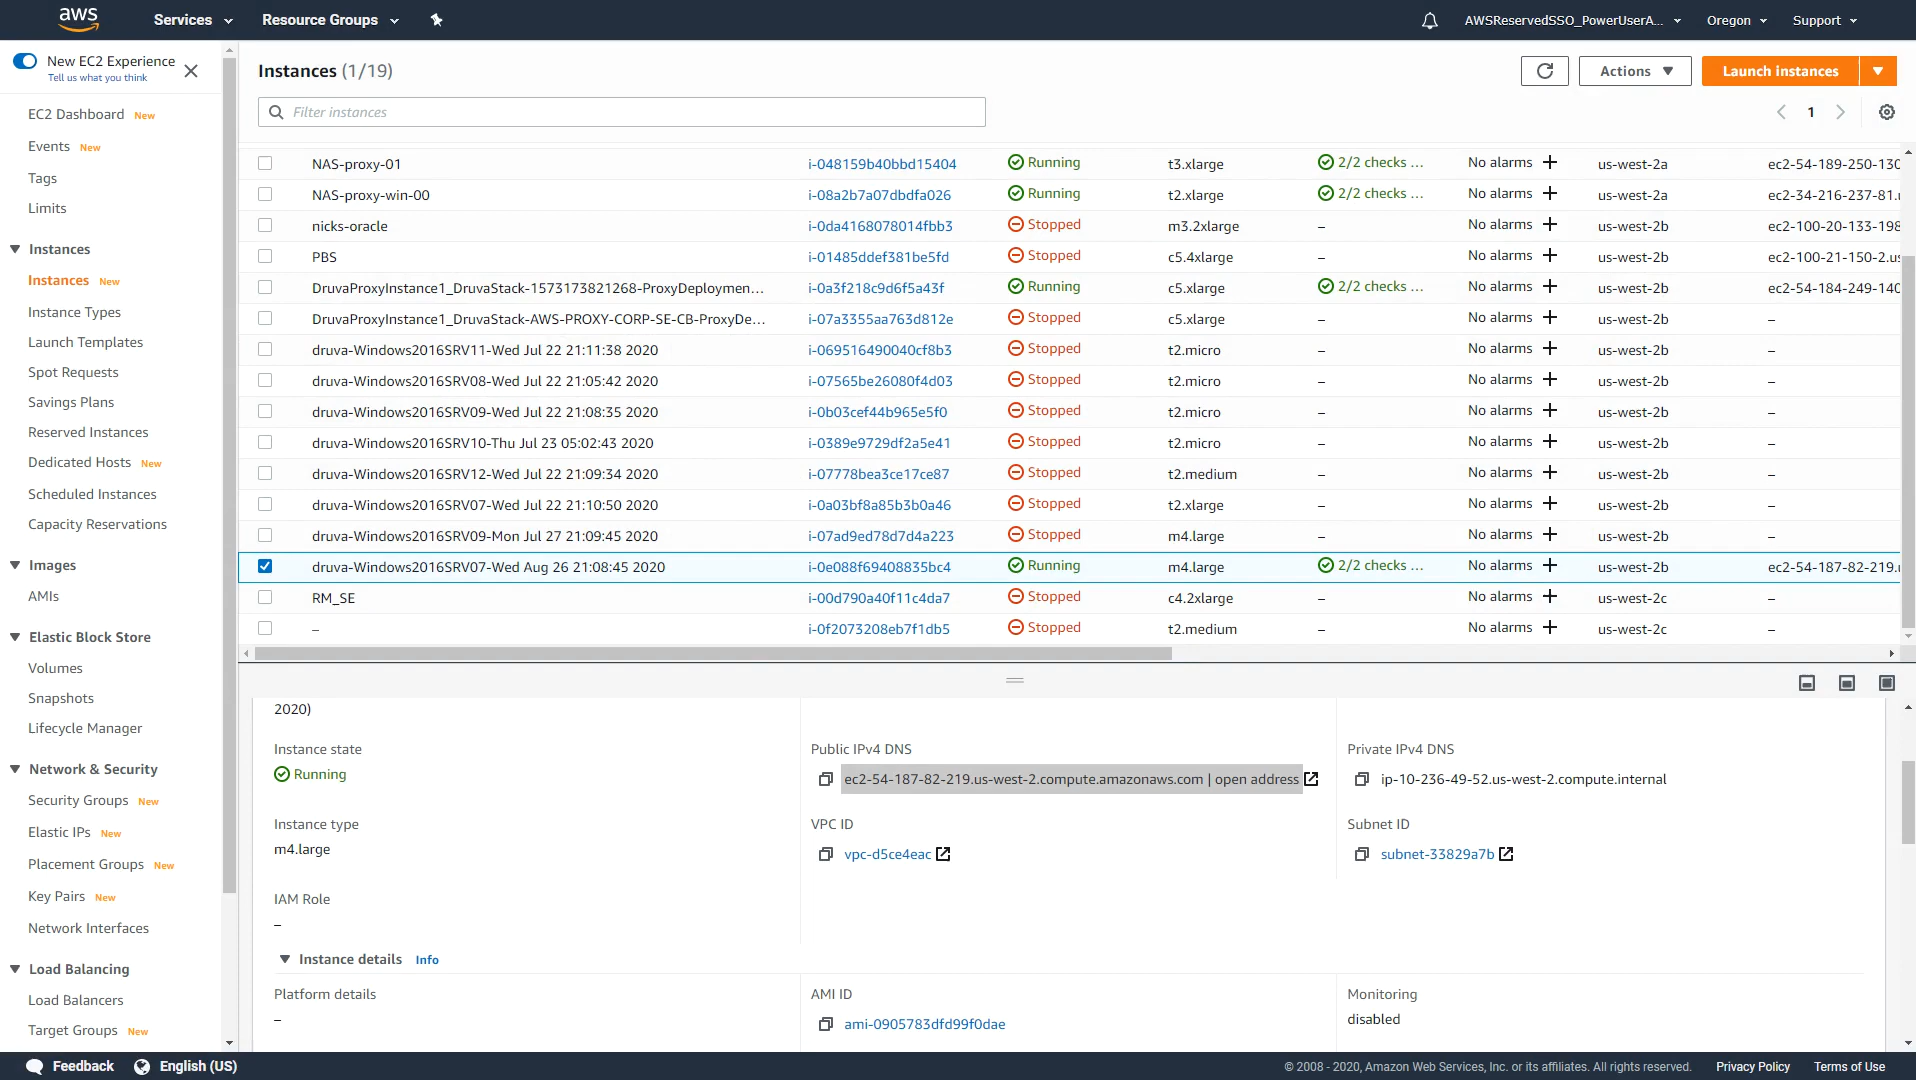 aws Services Resource Groups AWSReservedSSO_PowerUserA... Oregon Support
New EC2 Experience
Tell us what you think
EC2 Dashboard New
Events New
Tags
Limits
Instances
Instances New
Instance Types
Launch Templates
Spot Requests
Savings Plans
Reserved Instances
Dedicated Hosts New
Scheduled Instances
Capacity Reservations
Images
AMIs
Elastic Block Store
Volumes
Snapshots
Lifecycle Manager
Network & Security
Security Groups New
Elastic IPs New
Placement Groups New
Key Pairs New
Network Interfaces
Load Balancing
Load Balancers
Target Groups New
Instances (1/19) Actions Launch instances
Filter instances 1
NAS-proxy-01 i-048159b40bbd15404 Running t3.xlarge 2/2 checks ... No alarms + us-west-2a ec2-54-189-250-130
NAS-proxy-win-00 i-08a2b7a07dbdfa026 Running t2.xlarge 2/2 checks ... No alarms + us-west-2a ec2-34-216-237-81.
nicks-oracle i-0da4168078014fbb3 Stopped m3.2xlarge – No alarms + us-west-2b ec2-100-20-133-198
PBS i-01485ddef381be5fd Stopped c5.4xlarge – No alarms + us-west-2b ec2-100-21-150-2.us
DruvaProxyInstance1_DruvaStack-1573173821268-ProxyDeploymen... i-0a3f218c9d6f5a43f Running c5.xlarge 2/2 checks ... No alarms + us-west-2b ec2-54-184-249-140
DruvaProxyInstance1_DruvaStack-AWS-PROXY-CORP-SE-CB-ProxyDe... i-07a3355aa763d812e Stopped c5.xlarge – No alarms + us-west-2b –
druva-Windows2016SRV11-Wed Jul 22 21:11:38 2020 i-069516490040cf8b3 Stopped t2.micro – No alarms + us-west-2b –
druva-Windows2016SRV08-Wed Jul 22 21:05:42 2020 i-07565be26080f4d03 Stopped t2.micro – No alarms + us-west-2b –
druva-Windows2016SRV09-Wed Jul 22 21:08:35 2020 i-0b03cef44b965e5f0 Stopped t2.micro – No alarms + us-west-2b –
druva-Windows2016SRV10-Thu Jul 23 05:02:43 2020 i-0389e9729df2a5e41 Stopped t2.micro – No alarms + us-west-2b –
druva-Windows2016SRV12-Wed Jul 22 21:09:34 2020 i-07778bea3ce17ce87 Stopped t2.medium – No alarms + us-west-2b –
druva-Windows2016SRV07-Wed Jul 22 21:10:50 2020 i-0a03bf8a85b3b0a46 Stopped t2.xlarge – No alarms + us-west-2b –
druva-Windows2016SRV09-Mon Jul 27 21:09:45 2020 i-07ad9ed78d7d4a223 Stopped m4.large – No alarms + us-west-2b –
druva-Windows2016SRV07-Wed Aug 26 21:08:45 2020 i-0e088f69408835bc4 Running m4.large 2/2 checks ... No alarms + us-west-2b ec2-54-187-82-219.
RM_SE i-00d790a40f11c4da7 Stopped c4.2xlarge – No alarms + us-west-2c –
– i-0f2073208eb7f1db5 Stopped t2.medium – No alarms + us-west-2c –
2020)
Instance state Public IPv4 DNS Private IPv4 DNS
Running ec2-54-187-82-219.us-west-2.compute.amazonaws.com | open address ip-10-236-49-52.us-west-2.compute.internal
Instance type VPC ID Subnet ID
m4.large vpc-d5ce4eac subnet-33829a7b
IAM Role
–
Instance details Info
Platform details AMI ID Monitoring
– ami-0905783dfd99f0dae disabled
Feedback English (US) © 2008 - 2020, Amazon Web Services, Inc. or its affiliates. All rights reserved. Privacy Policy Terms of Use